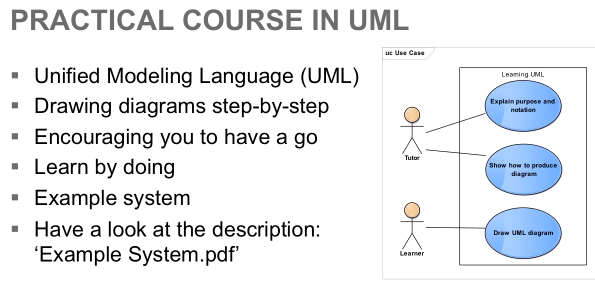 PRACTICAL COURSE IN UML
▪ Unified Modeling Language (UML)
▪ Drawing diagrams step-by-step
▪ Encouraging you to have a go
▪ Learn by doing
▪ Example system
▪ Have a look at the description:
‘Example System.pdf’
uc Use Case
Learning UML
Explain purpose and
notation
Tutor
Show how to produce
diagram
Learner
Draw UML diagram